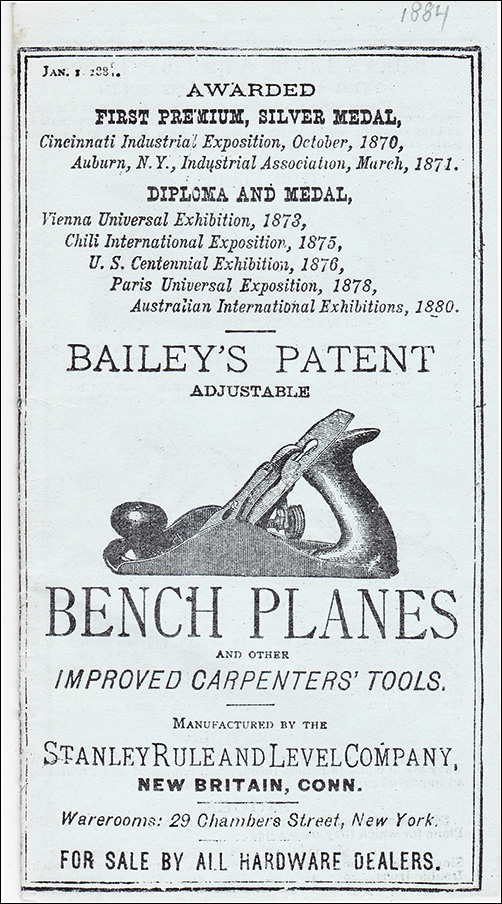 1884
JAN. 1
AWARDED
FIRST PREMIUM, SILVER MEDAL,
Cincinnati Industrial Exposition, October, 1870,
Auburn, N. Y., Industrial Association, March, 1871.
DIPLOMA AND MEDAL,
Vienna Universal Exhibition, 1873,
Chili International Exposition, 1875,
U. S. Centennial Exhibition, 1876,
Paris Universal Exposition, 1878,
Australian International Exhibitions, 1880.
BAILEY'S PATENT
ADJUSTABLE
BENCH PLANES
AND OTHER
IMPROVED CARPENTERS' TOOLS.
MANUFACTURED BY THE
STANLEY RULE AND LEVEL COMPANY,
NEW BRITAIN, CONN.
Warerooms: 29 Chambers Street, New York.
FOR SALE BY ALL HARDWARE DEALERS.